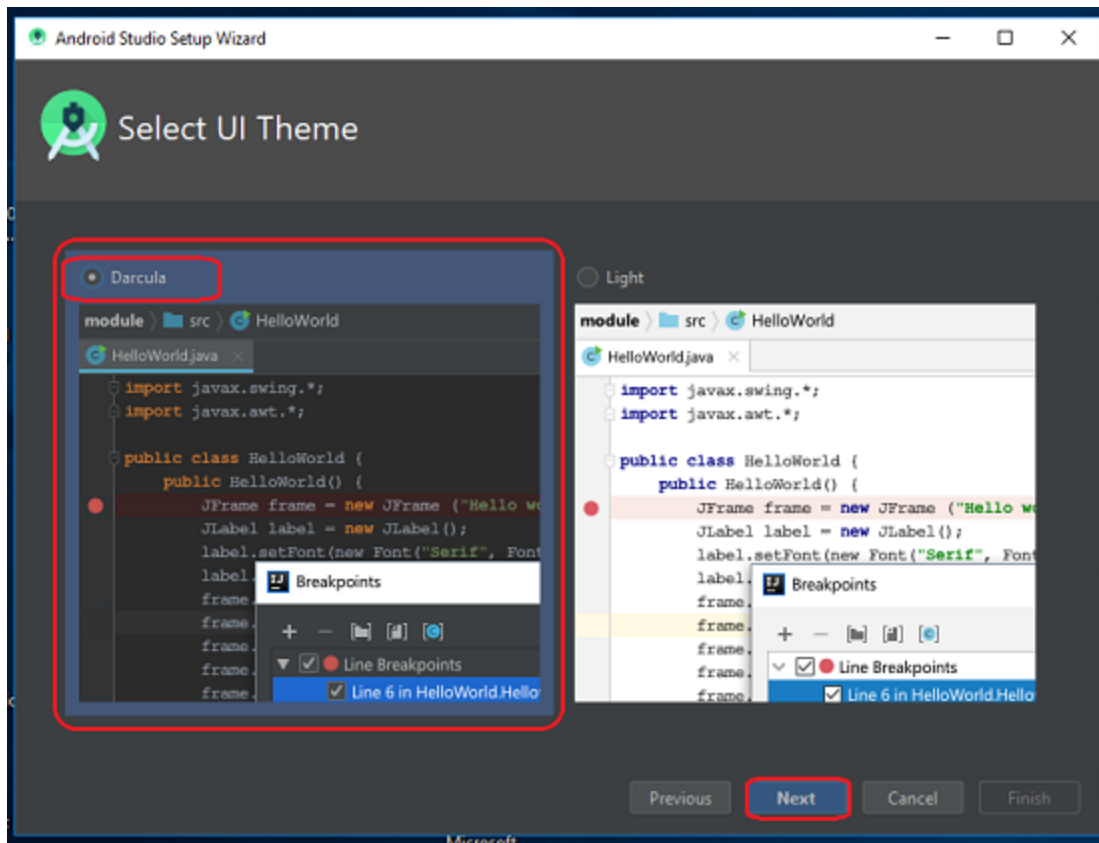 Android Studio Setup Wizard
Select UI Theme
Darcula
module src HelloWorld
HelloWorld.java
import javax.swing.*;
import javax.awt.*;
public class HelloWorld {
public HelloWorld() {
JFrame frame = new JFrame ("Hello
JLabel label = new JLabel();
label.setFont(new Font("Serif", Font
label.
frame.
frame.
frame.
frame.
frame.
Breakpoints
Line Breakpoints
Line 6 in HelloWorld.Hello
Light
module src HelloWorld
HelloWorld.java
import javax.swing.*;
import javax.awt.*;
public class HelloWorld {
public HelloWorld() {
JFrame frame = new JFrame ("Hello
JLabel label = new JLabel();
label.setFont(new Font("Serif", Font
label.
frame.
frame.
frame.
frame.
frame.
Breakpoints
Line Breakpoints
Line 6 in HelloWorld.Hello
Previous
Next
Cancel
Finish
Microsoft